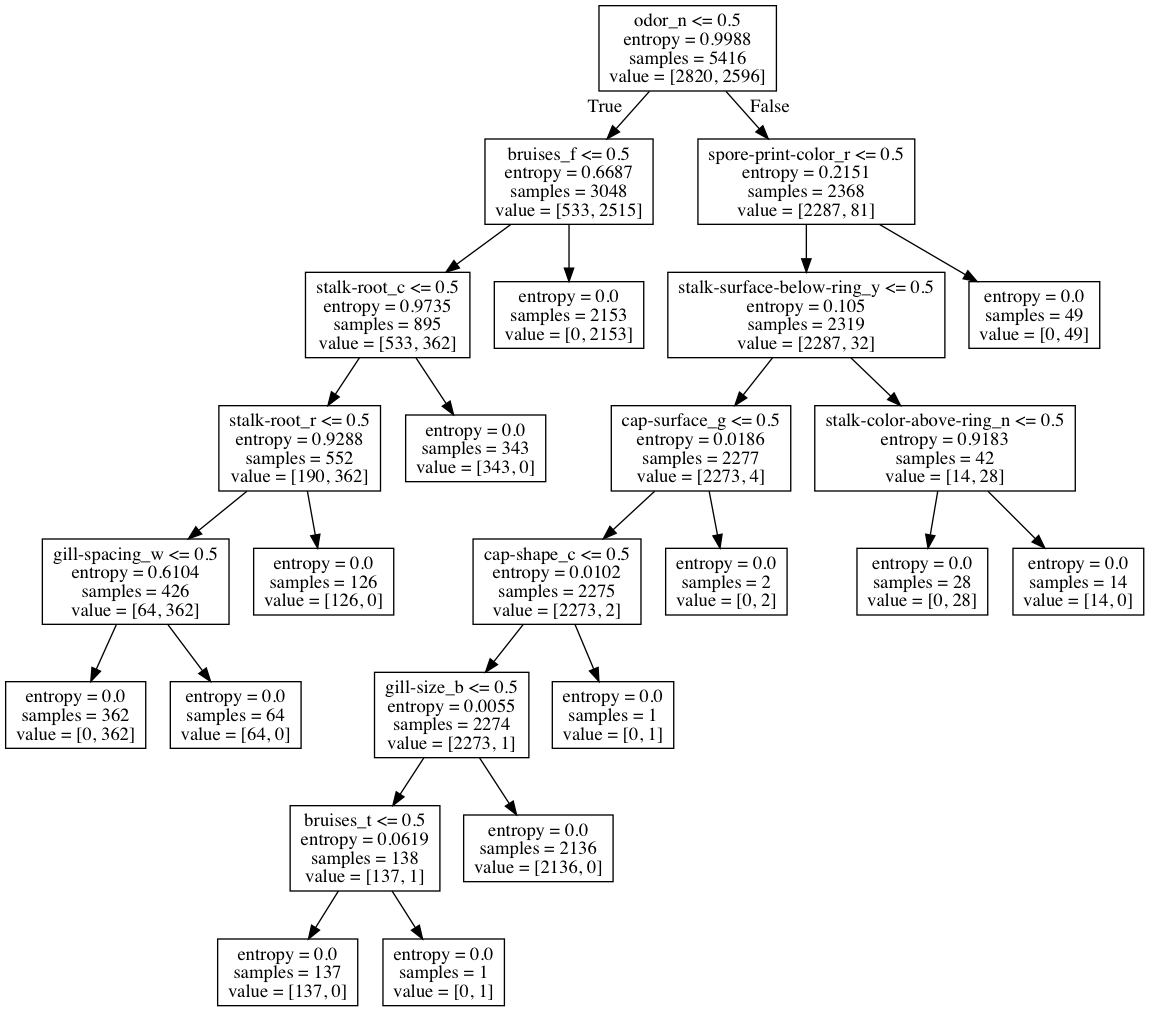 odor_n <= 0.5
entropy = 0.9988
samples = 5416
value = [2820, 2596]
True
False
bruises_f <= 0.5
entropy = 0.6687
samples = 3048
value = [533, 2515]
spore-print-color_r <= 0.5
entropy = 0.2151
samples = 2368
value = [2287, 81]
stalk-root_c <= 0.5
entropy = 0.9735
samples = 895
value = [533, 362]
entropy = 0.0
samples = 2153
value = [0, 2153]
stalk-surface-below-ring_y <= 0.5
entropy = 0.105
samples = 2319
value = [2287, 32]
entropy = 0.0
samples = 49
value = [0, 49]
stalk-root_r <= 0.5
entropy = 0.9288
samples = 552
value = [190, 362]
entropy = 0.0
samples = 343
value = [343, 0]
cap-surface_g <= 0.5
entropy = 0.0186
samples = 2277
value = [2273, 4]
stalk-color-above-ring_n <= 0.5
entropy = 0.9183
samples = 42
value = [14, 28]
gill-spacing_w <= 0.5
entropy = 0.6104
samples = 426
value = [64, 362]
entropy = 0.0
samples = 126
value = [126, 0]
cap-shape_c <= 0.5
entropy = 0.0102
samples = 2275
value = [2273, 2]
entropy = 0.0
samples = 2
value = [0, 2]
entropy = 0.0
samples = 28
value = [0, 28]
entropy = 0.0
samples = 14
value = [14, 0]
entropy = 0.0
samples = 362
value = [0, 362]
entropy = 0.0
samples = 64
value = [64, 0]
gill-size_b <= 0.5
entropy = 0.0055
samples = 2274
value = [2273, 1]
entropy = 0.0
samples = 1
value = [0, 1]
bruises_t <= 0.5
entropy = 0.0619
samples = 138
value = [137, 1]
entropy = 0.0
samples = 2136
value = [2136, 0]
entropy = 0.0
samples = 137
value = [137, 0]
entropy = 0.0
samples = 1
value = [0, 1]